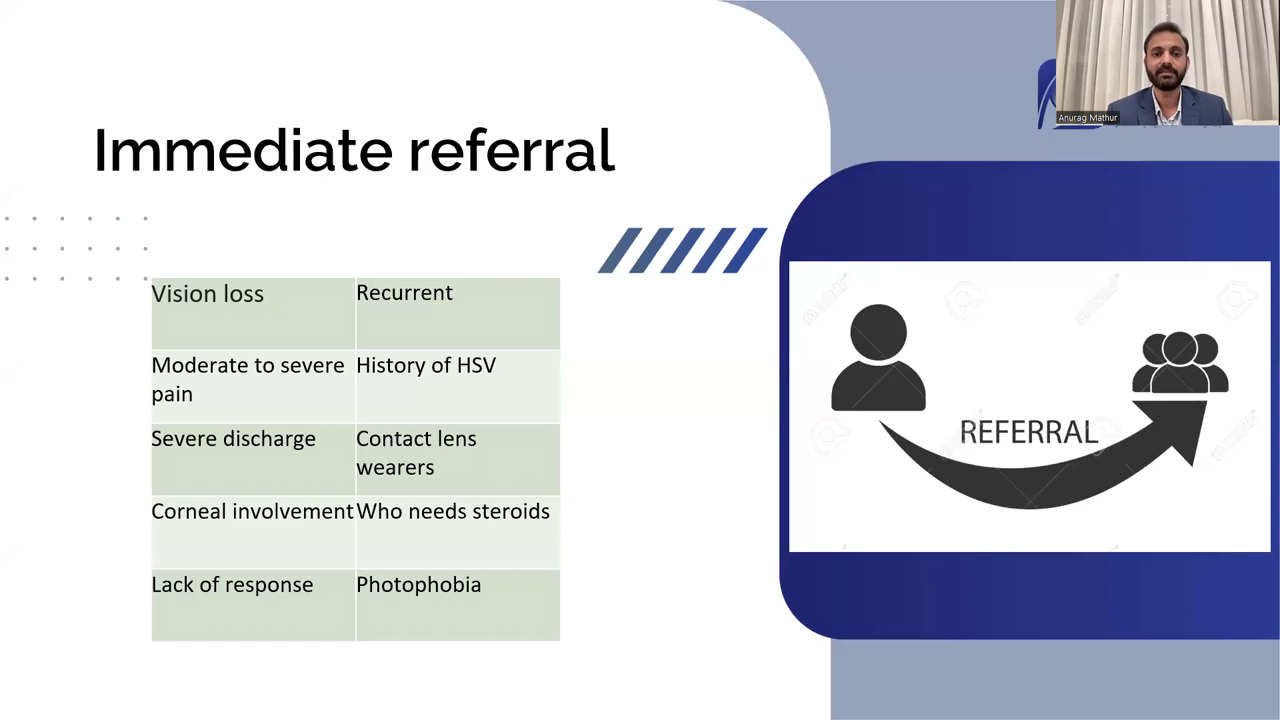 Immediate referral
Anurag Mathur
Vision loss
Recurrent
Moderate to severe
pain
History of HSV
Severe discharge
Contact lens
wearers
Corneal involvement
Who needs steroids
Lack of response
Photophobia
REFERRAL